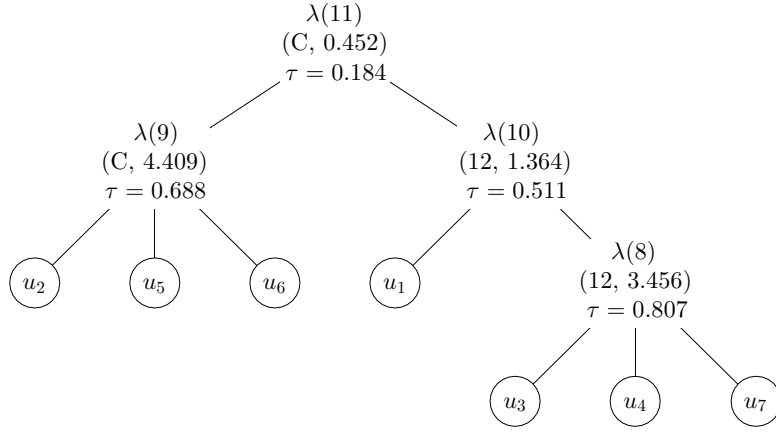 λ(11)
(C, 0.452)
τ = 0.184
λ(9)
(C, 4.409)
τ = 0.688
λ(10)
(12, 1.364)
τ = 0.511
λ(8)
(12, 3.456)
τ = 0.807
u₂
u₅
u₆
u₁
u₃
u₄
u₇